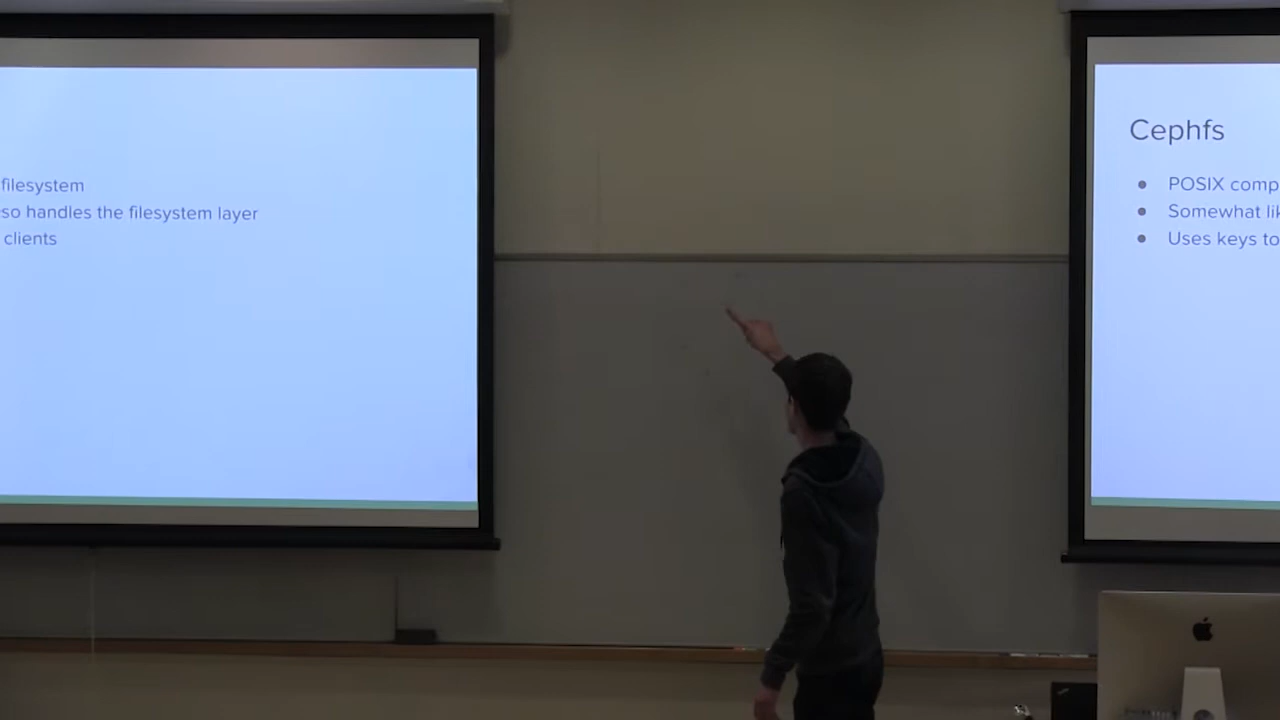 filesystem
so handles the filesystem layer
clients
Cephfs
POSIX comp
Somewhat lik
Uses keys to